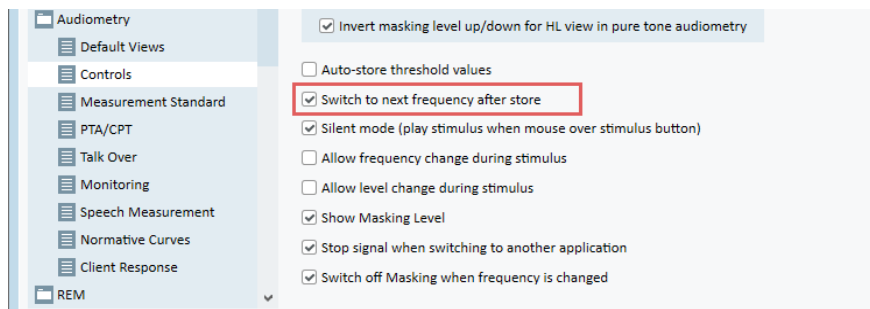 Audiometry
Default Views
Controls
Measurement Standard
PTA/CPT
Talk Over
Monitoring
Speech Measurement
Normative Curves
Client Response
REM
Invert masking level up/down for HL view in pure tone audiometry
Auto-store threshold values
Switch to next frequency after store
Silent mode (play stimulus when mouse over stimulus button)
Allow frequency change during stimulus
Allow level change during stimulus
Show Masking Level
Stop signal when switching to another application
Switch off Masking when frequency is changed